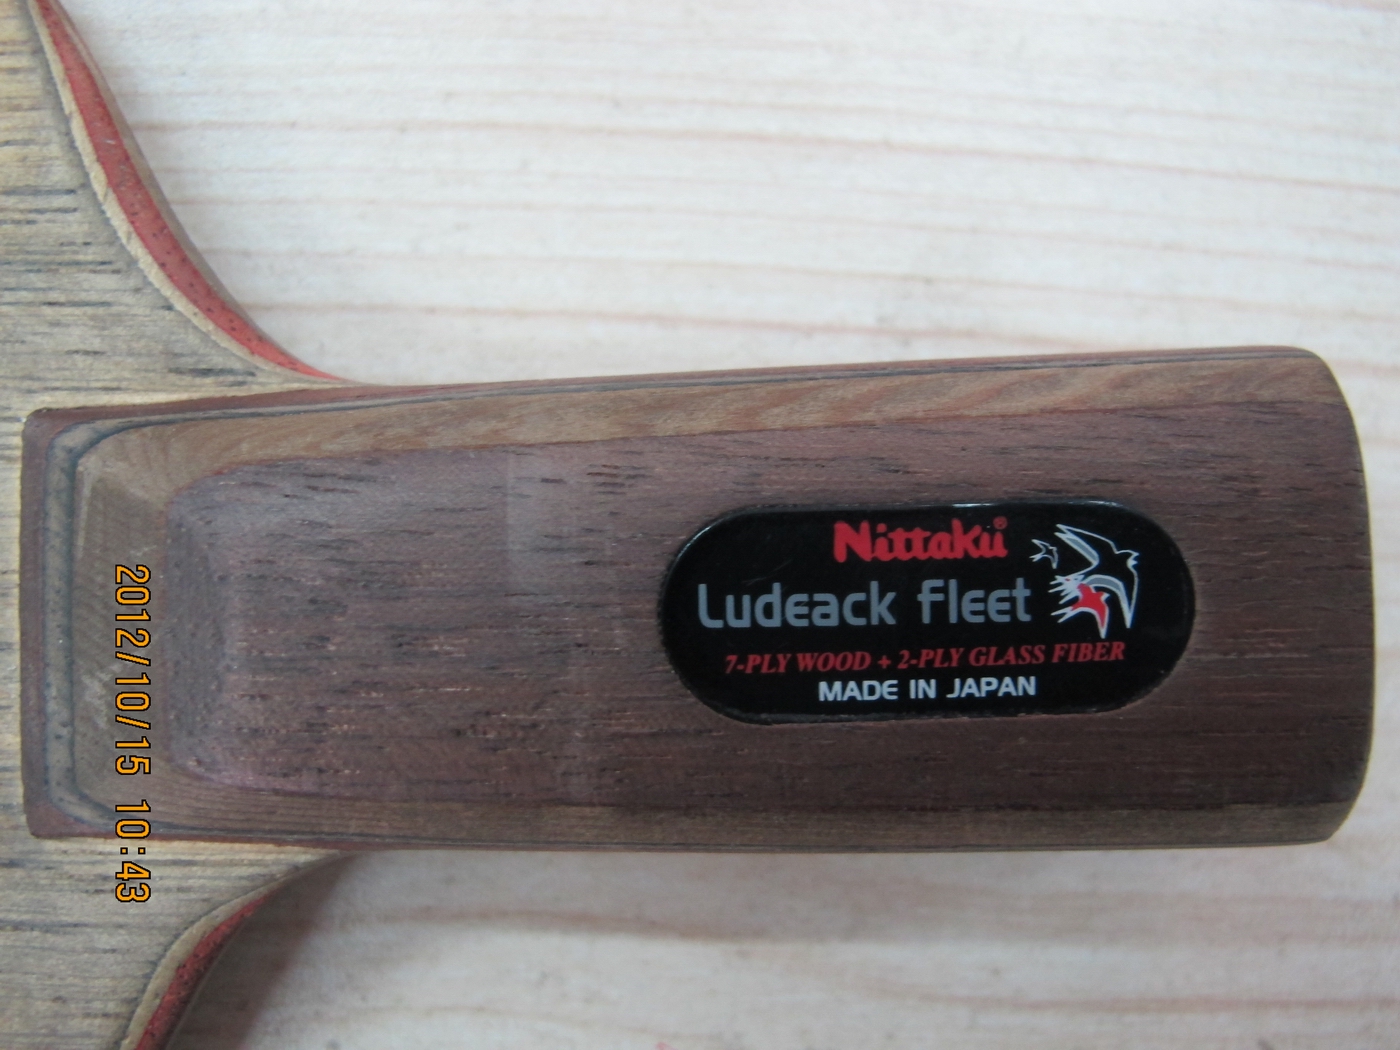 Nittaku®
Ludeack fleet
7-PLY WOOD + 2-PLY GLASS FIBER
MADE IN JAPAN
2012/10/15 10:43